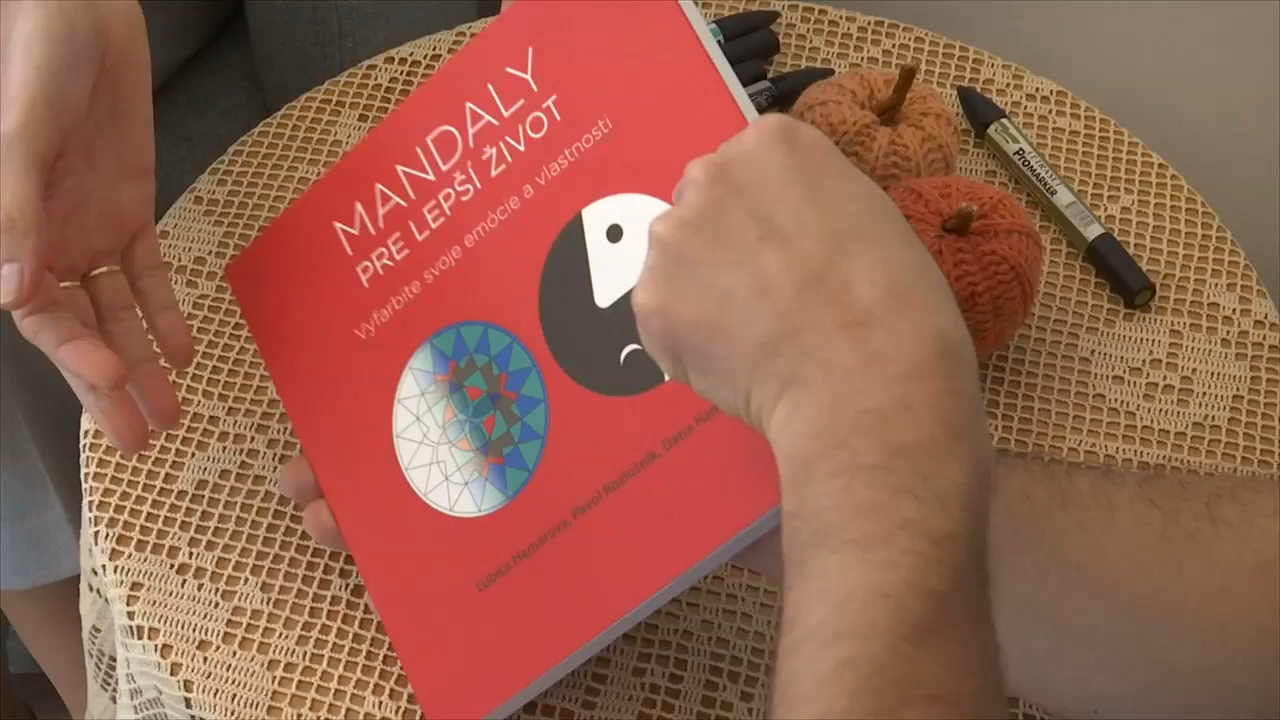 MANDALY
PRE LEPŠÍ ŽIVOT
Vyfarbite svoje emócie a vlastnosti
Ľubica Hamarová, Pavol Rozložník, Dana
PROMARKER